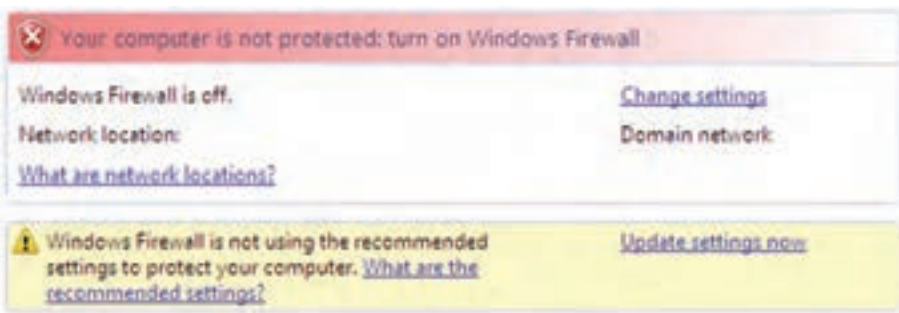 Your computer is not protected: turn on Windows Firewall
Windows Firewall is off. Change settings
Network location: Domain network
What are network locations?
Windows Firewall is not using the recommended Update settings now
settings to protect your computer. What are the
recommended settings?